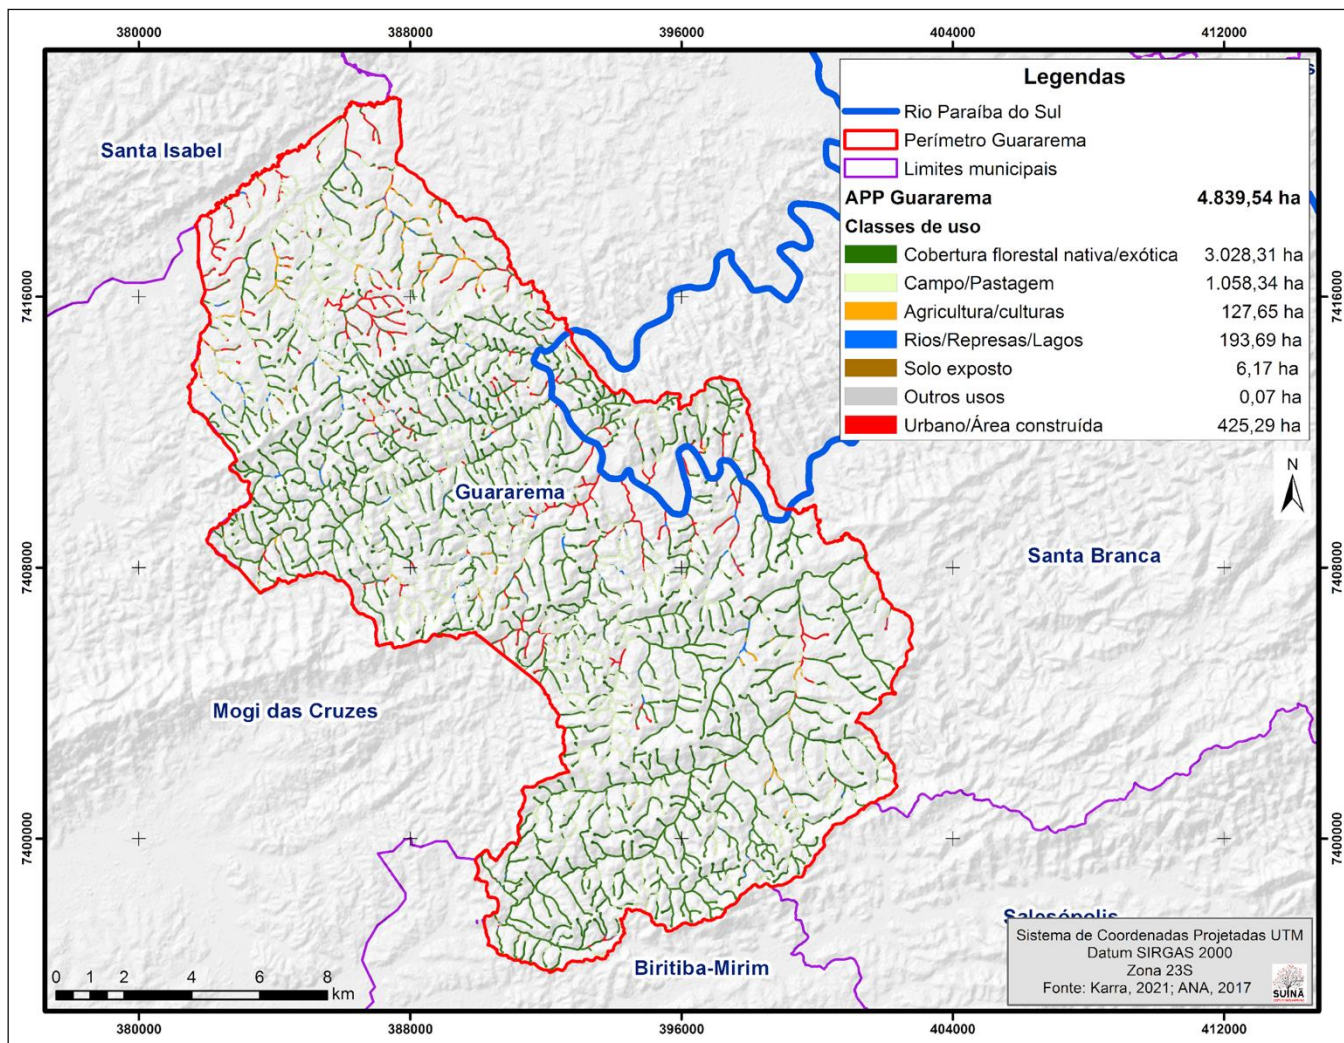 380000
388000
396000
404000
412000
Legendas
Rio Paraíba do Sul
Perímetro Guararema
Limites municipais
APP Guararema 4.839,54 ha
Classes de uso
Cobertura florestal nativa/exótica 3.028,31 ha
Campo/Pastagem 1.058,34 ha
Agricultura/culturas 127,65 ha
Rios/Represas/Lagos 193,69 ha
Solo exposto 6,17 ha
Outros usos 0,07 ha
Urbano/Área construída 425,29 ha
Santa Isabel
7416000
7416000
N
Guararema
Santa Branca
7408000
7408000
Mogi das Cruzes
7400000
7400000
Salesópolis
Biritiba-Mirim
0 1 2 4 6 8
km
Sistema de Coordenadas Projetadas UTM
Datum SIRGAS 2000
Zona 23S
Fonte: Karra, 2021; ANA, 2017
SUINÃ
380000
388000
396000
404000
412000